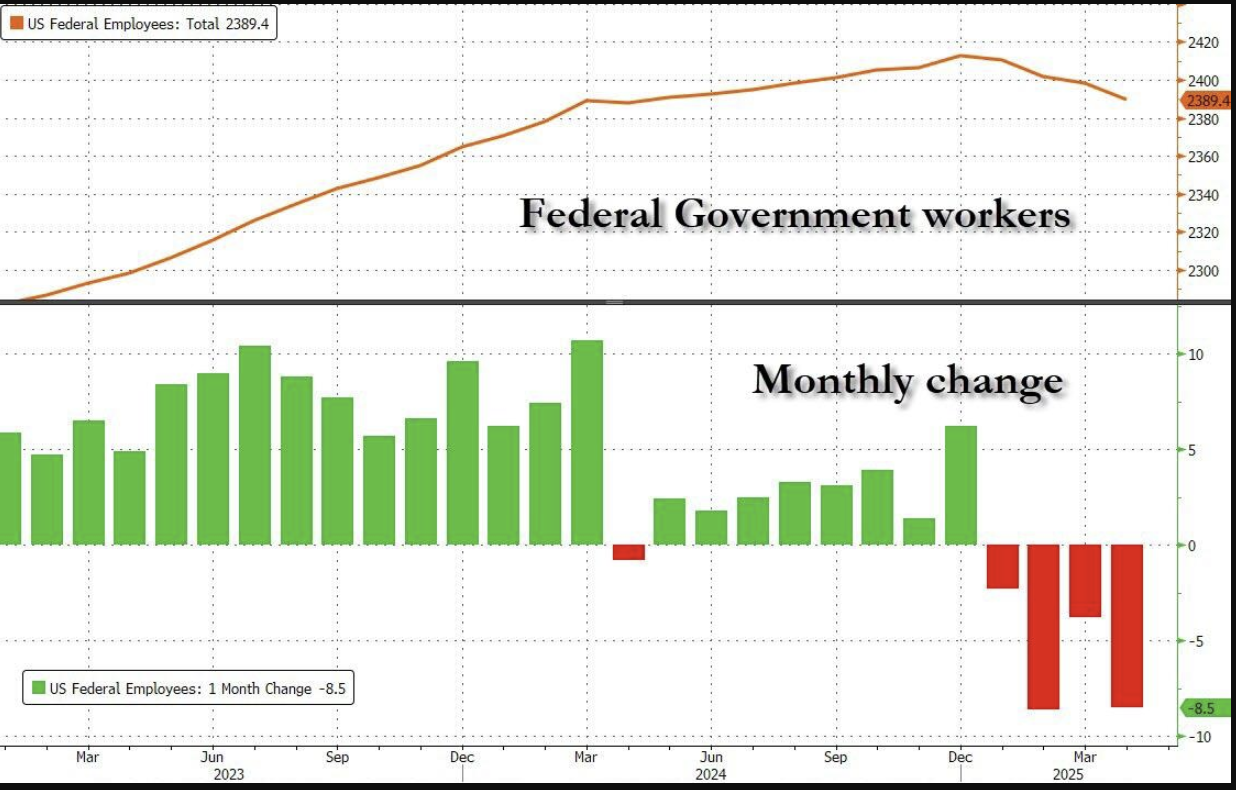 US Federal Employees: Total 2389.4
2420
2400
2389.4
2380
2360
2340
Federal Government workers
2320
2300
10
Monthly change
5
0
-5
US Federal Employees: 1 Month Change -8.5
-8.5
-10
Mar Jun Sep Dec Mar Jun Sep Dec Mar
2023 2024 2025